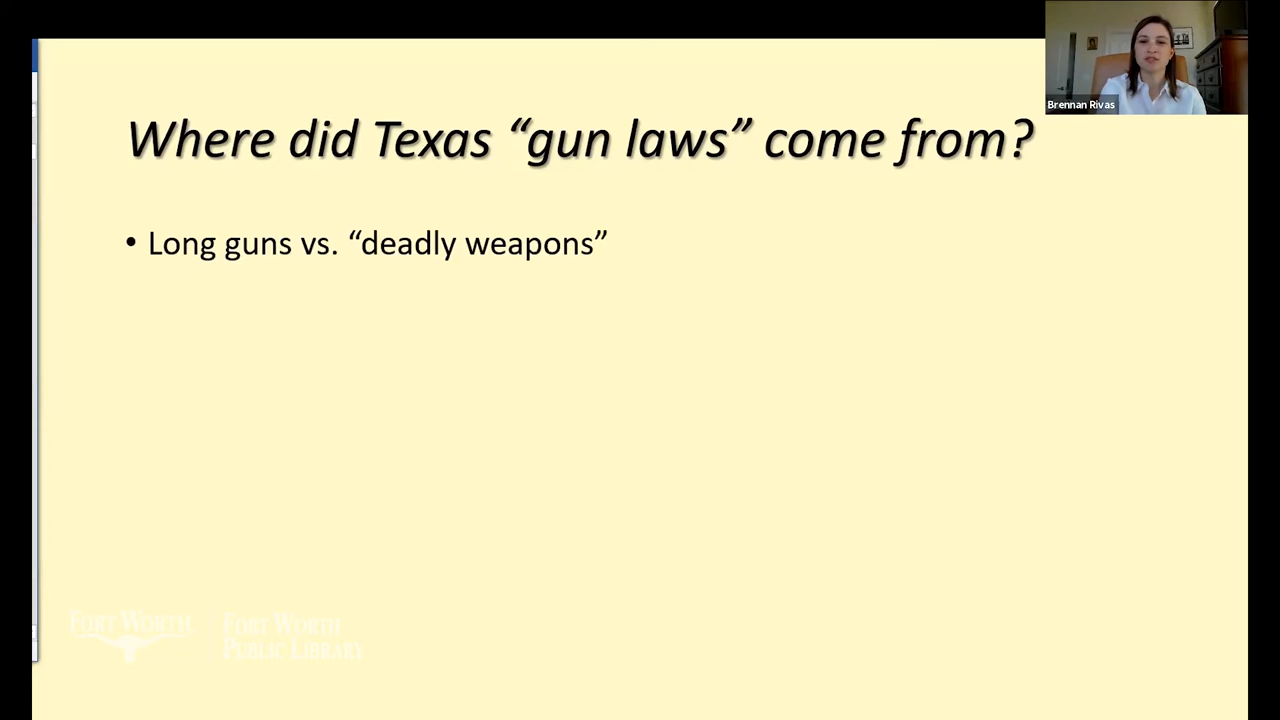 Brennan Rivas
Where did Texas “gun laws” come from?
• Long guns vs. “deadly weapons”
FORT WORTH
FORT WORTH
PUBLIC LIBRARY